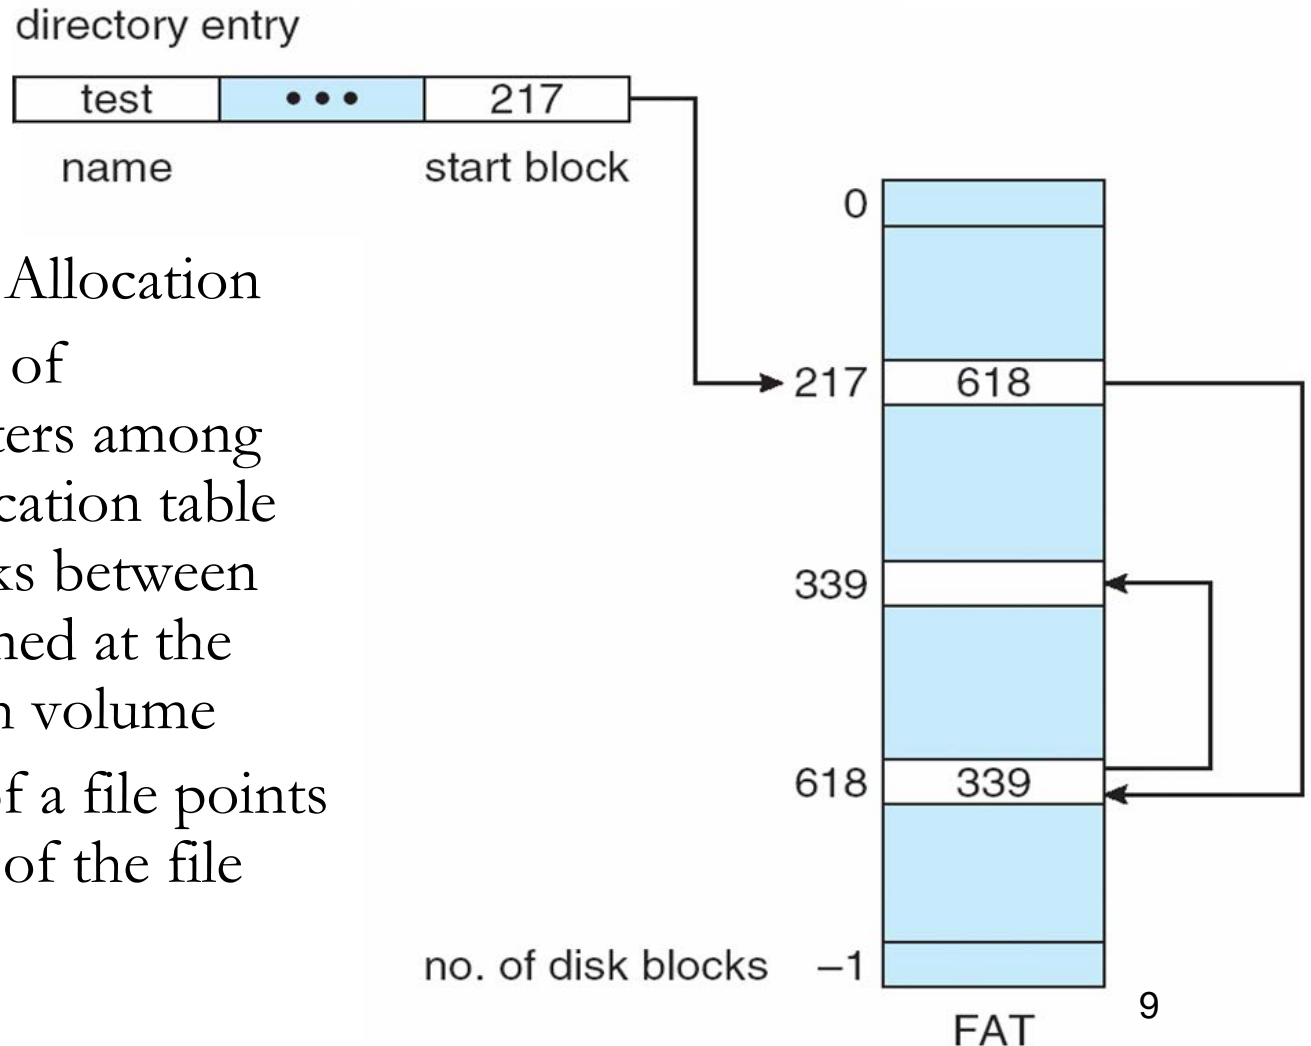 directory entry
test ••• 217
name start block
0
Allocation
of
217 618
ters among
cation table
ks between
339
ned at the
n volume
618 339
of a file points
of the file
no. of disk blocks –1
9
FAT